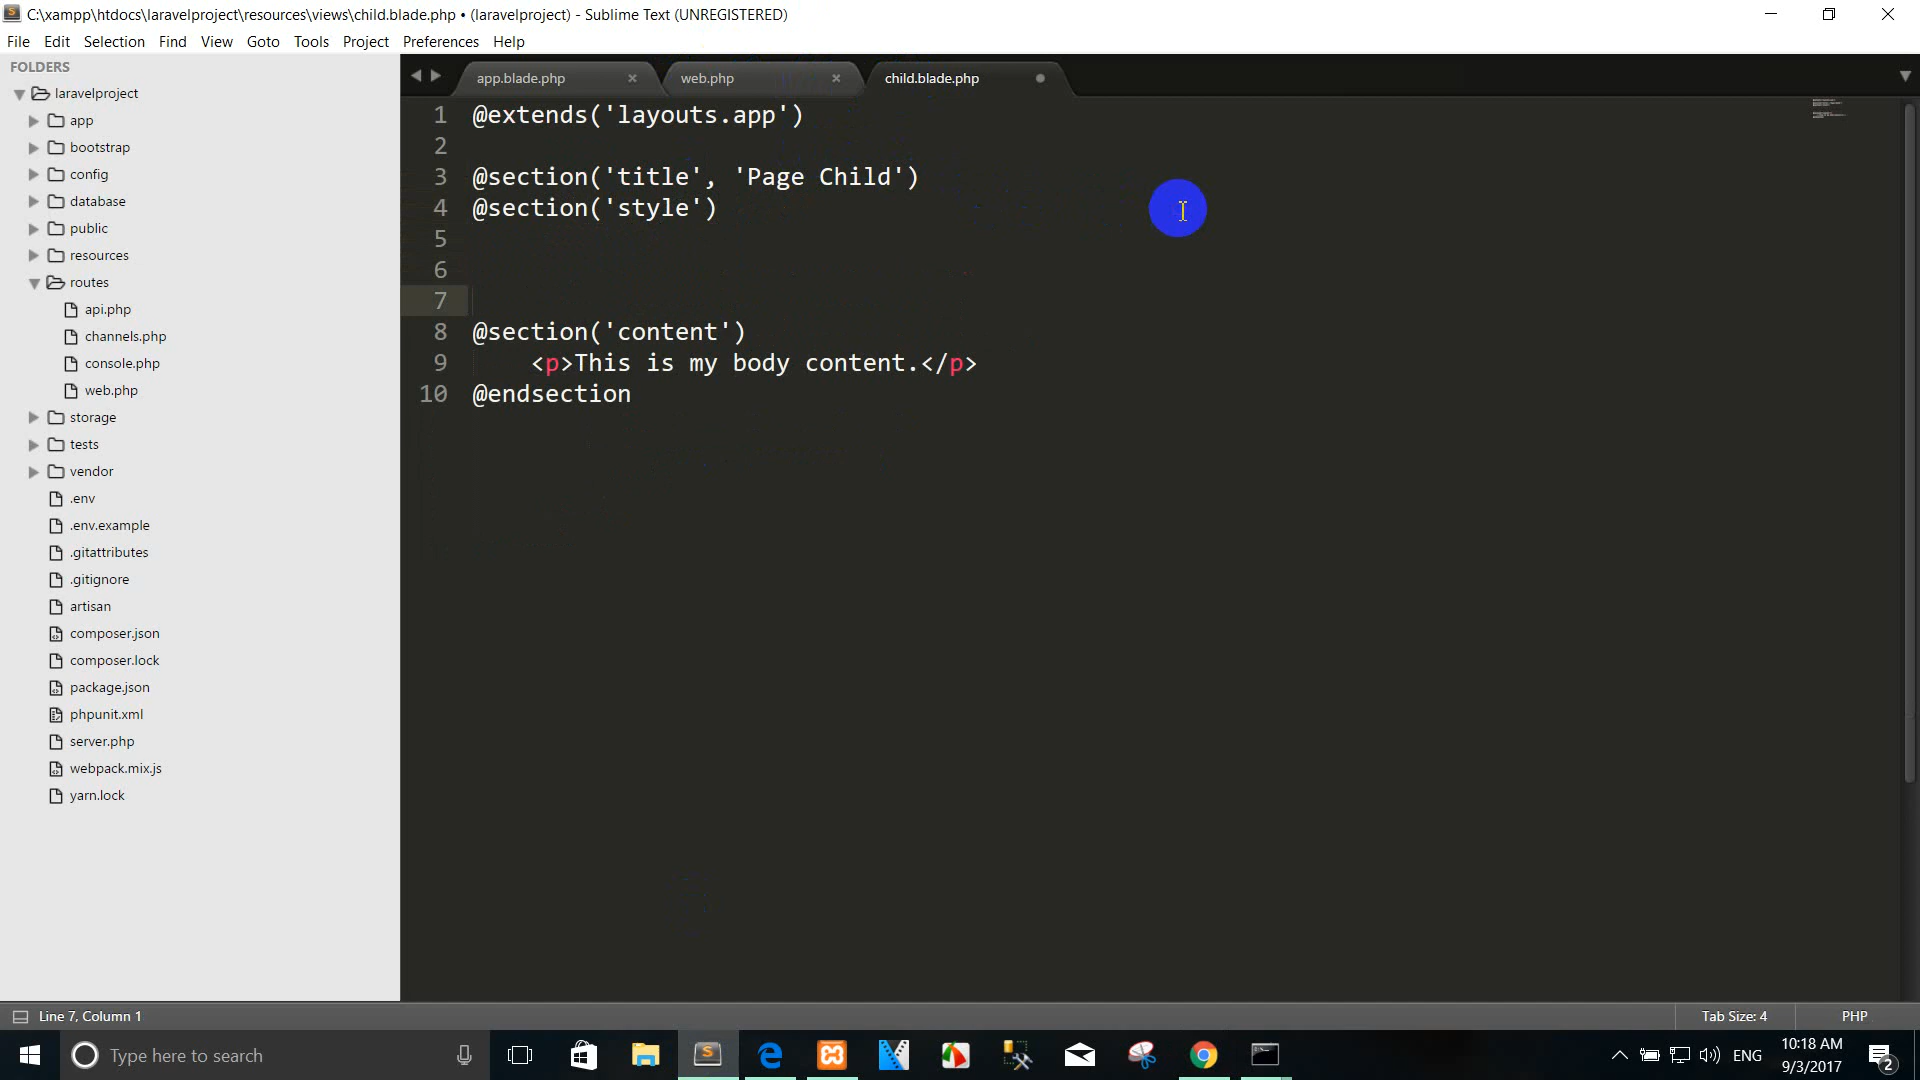 C:\xampp\htdocs\laravelproject\resources\views\child.blade.php • (laravelproject) - Sublime Text (UNREGISTERED)
File Edit Selection Find View Goto Tools Project Preferences Help
FOLDERS
laravelproject
app
bootstrap
config
database
public
resources
routes
api.php
channels.php
console.php
web.php
storage
tests
vendor
.env
.env.example
.gitattributes
.gitignore
artisan
composer.json
composer.lock
package.json
phpunit.xml
server.php
webpack.mix.js
yarn.lock
app.blade.php web.php child.blade.php
1 @extends('layouts.app')
2
3 @section('title', 'Page Child')
4 @section('style')
5
6
7
8 @section('content')
9 <p>This is my body content.</p>
10 @endsection
Line 7, Column 1 Tab Size: 4 PHP
Type here to search
ENG
10:18 AM
9/3/2017
2